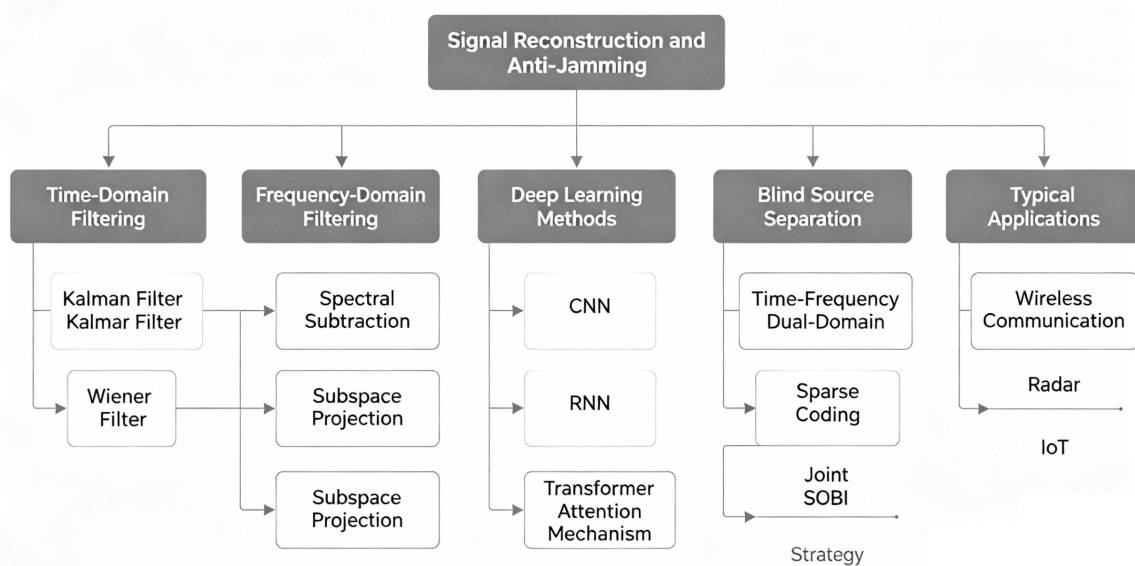 Signal Reconstruction and
Anti-Jamming
Time-Domain
Filtering
Frequency-Domain
Filtering
Deep Learning
Methods
Blind Source
Separation
Typical
Applications
Kalman Filter
Kalmar Filter
Wiener
Filter
Spectral
Subtraction
Subspace
Projection
Subspace
Projection
CNN
RNN
Transformer
Attention
Mechanism
Time-Frequency
Dual-Domain
Sparse
Coding
Joint
SOBI
Strategy
Wireless
Communication
Radar
IoT